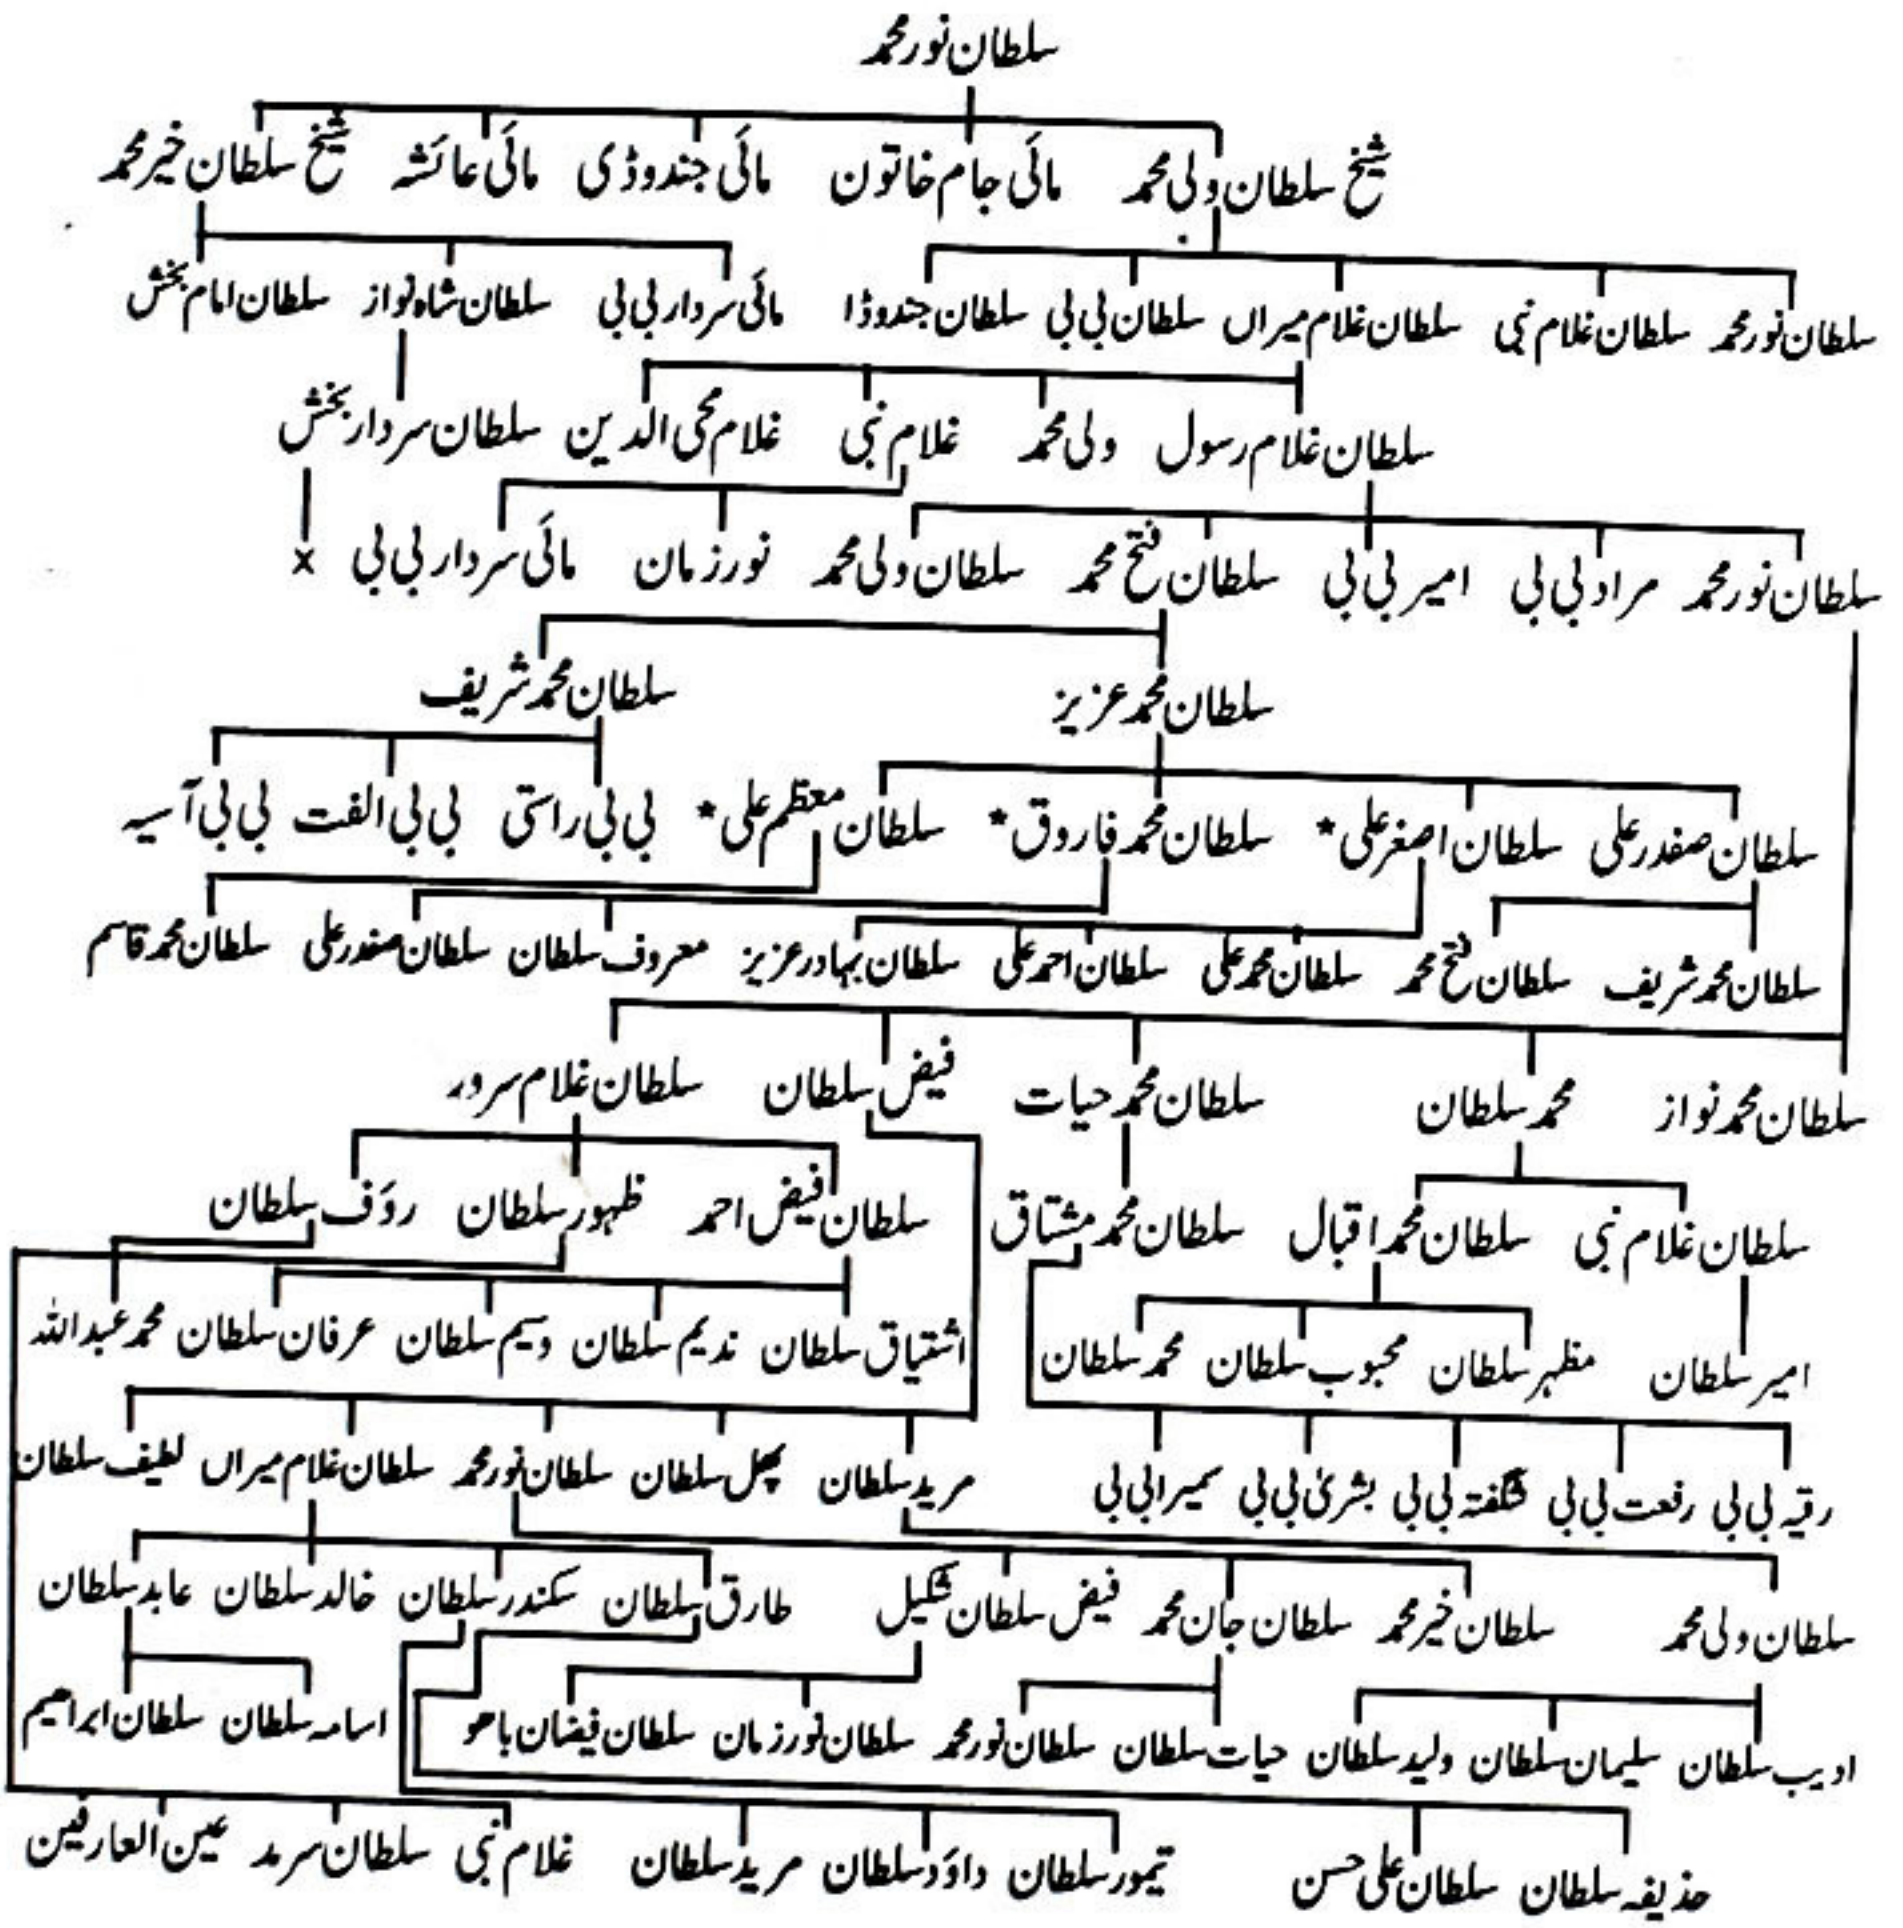 سلطان نور محمد
شیخ سلطان ولی محمد مائی جام خاتون مائی جندوڈی مائی عائشہ شیخ سلطان خیر محمد
سلطان نور محمد سلطان غلام نبی سلطان غلام میراں سلطان بی بی سلطان جندوڈا مائی سردار بی بی سلطان شاہ نواز سلطان امام بخش
سلطان غلام رسول ولی محمد غلام نبی غلام محی الدین سلطان سردار بخش
سلطان نور محمد مراد بی بی امیر بی بی سلطان فتح محمد سلطان ولی محمد نور زمان مائی سردار بی بی ×
سلطان محمد عزیز سلطان محمد شریف
سلطان صفدر علی سلطان اصغر علی * سلطان محمد فاروق * سلطان معظم علی * بی بی راستی بی بی الفت بی بی آسیہ
سلطان محمد شریف سلطان فتح محمد سلطان محمد علی سلطان احمد علی سلطان بہادر عزیز معروف سلطان سلطان صفدر علی سلطان محمد قاسم
سلطان محمد نواز محمد سلطان سلطان محمد حیات فیض سلطان سلطان غلام سرور
سلطان غلام نبی سلطان محمد اقبال سلطان محمد مشتاق سلطان فیض احمد ظہور سلطان رؤف سلطان
امیر سلطان مظہر سلطان محبوب سلطان محمد سلطان اشتیاق سلطان ندیم سلطان وسیم سلطان عرفان سلطان محمد عبداللہ
رقیہ بی بی رفعت بی بی شگفتہ بی بی بشریٰ بی بی سمیرا بی بی مرید سلطان پھل سلطان سلطان نور محمد سلطان غلام میراں لطیف سلطان
سلطان ولی محمد سلطان خیر محمد سلطان جان محمد فیض سلطان شکیل طارق سلطان سکندر سلطان خالد سلطان عابد سلطان
ادیب سلطان سلیمان سلطان ولید سلطان حیات سلطان سلطان نور محمد سلطان نور زمان سلطان فیضان باھو اسامہ سلطان سلطان ابراھیم
حذیفہ سلطان سلطان علی حسن تیمور سلطان داؤد سلطان مرید سلطان غلام نبی سلطان سرمد عین العارفین